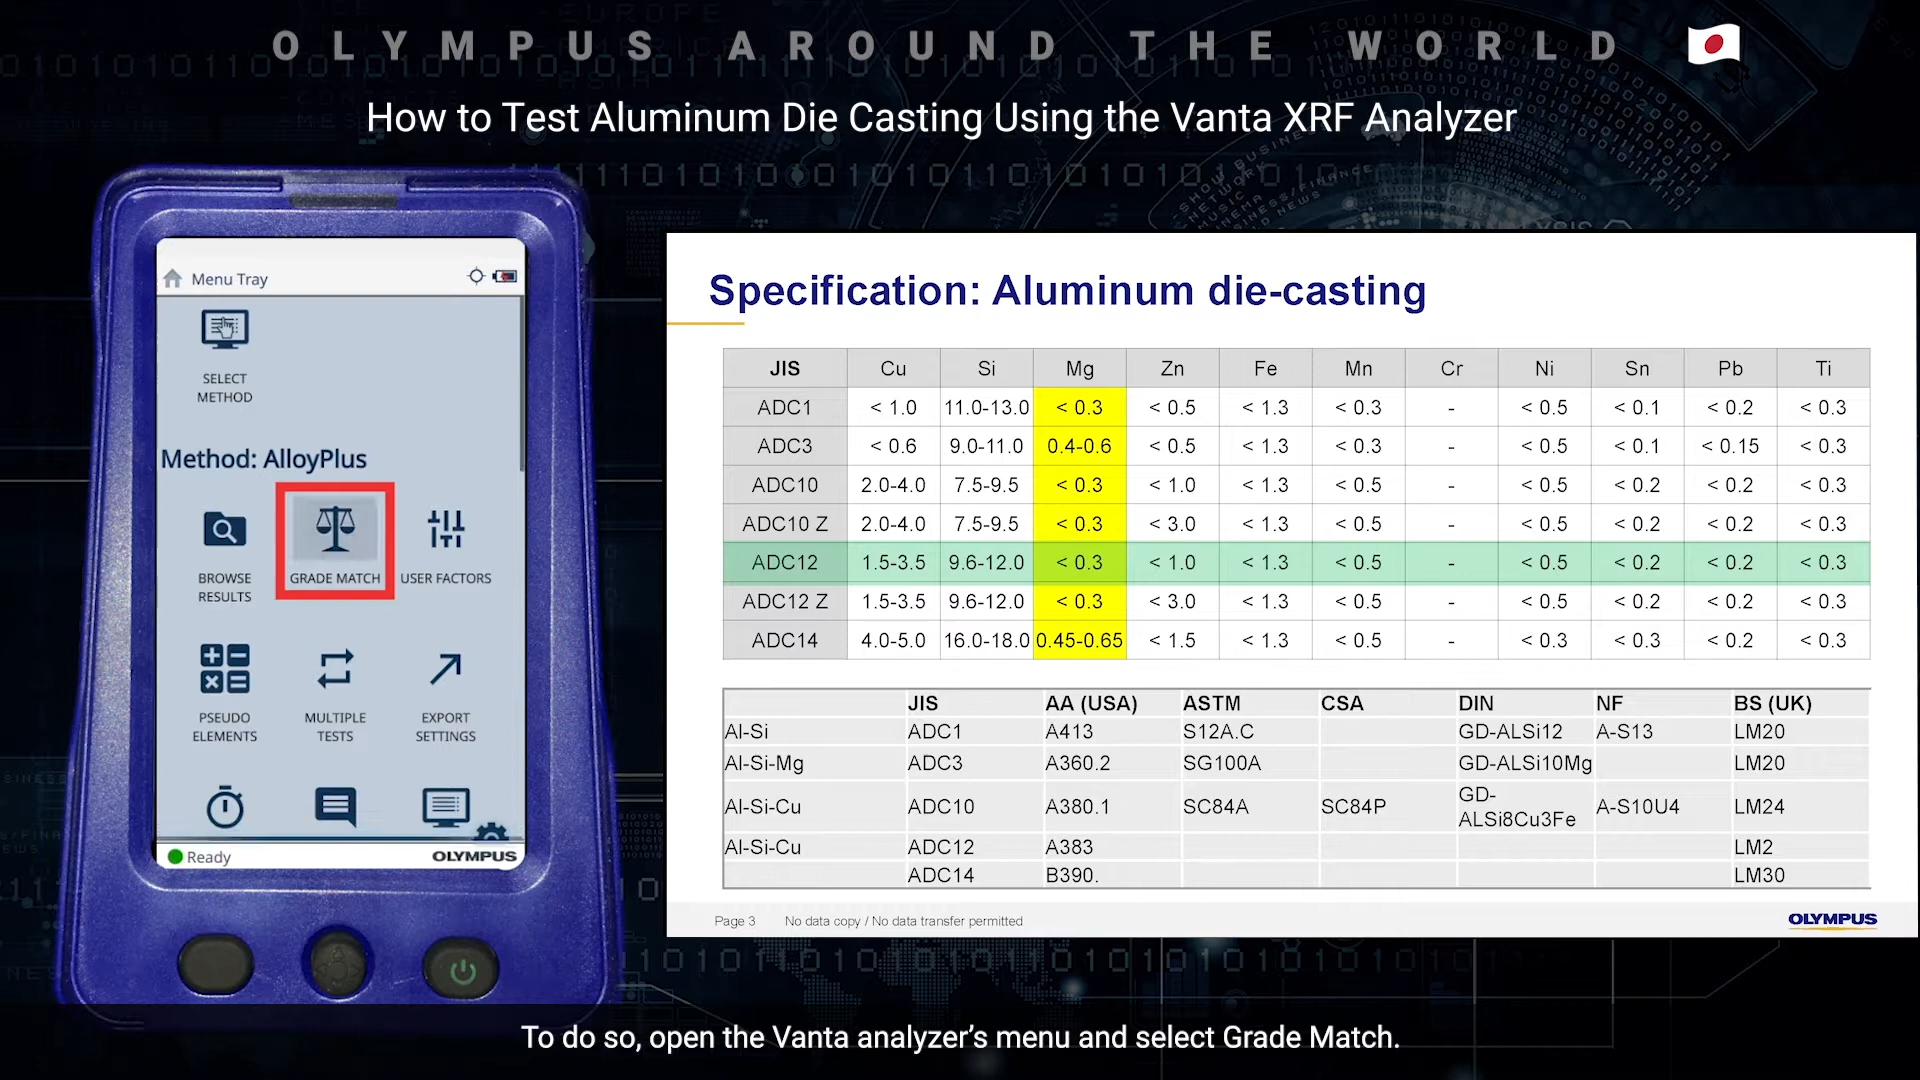 OLYMPUS AROUND THE WORLD
How to Test Aluminum Die Casting Using the Vanta XRF Analyzer
Menu Tray
SELECT
METHOD
Method: AlloyPlus
BROWSE
RESULTS
GRADE MATCH
USER FACTORS
PSEUDO
ELEMENTS
MULTIPLE
TESTS
EXPORT
SETTINGS
Ready
OLYMPUS
Specification: Aluminum die-casting
JIS Cu Si Mg Zn Fe Mn Cr Ni Sn Pb Ti
ADC1 < 1.0 11.0-13.0 < 0.3 < 0.5 < 1.3 < 0.3 - < 0.5 < 0.1 < 0.2 < 0.3
ADC3 < 0.6 9.0-11.0 0.4-0.6 < 0.5 < 1.3 < 0.3 - < 0.5 < 0.1 < 0.15 < 0.3
ADC10 2.0-4.0 7.5-9.5 < 0.3 < 1.0 < 1.3 < 0.5 - < 0.5 < 0.2 < 0.2 < 0.3
ADC10 Z 2.0-4.0 7.5-9.5 < 0.3 < 3.0 < 1.3 < 0.5 - < 0.5 < 0.2 < 0.2 < 0.3
ADC12 1.5-3.5 9.6-12.0 < 0.3 < 1.0 < 1.3 < 0.5 - < 0.5 < 0.2 < 0.2 < 0.3
ADC12 Z 1.5-3.5 9.6-12.0 < 0.3 < 3.0 < 1.3 < 0.5 - < 0.5 < 0.2 < 0.2 < 0.3
ADC14 4.0-5.0 16.0-18.0 0.45-0.65 < 1.5 < 1.3 < 0.5 - < 0.3 < 0.3 < 0.2 < 0.3
JIS AA (USA) ASTM CSA DIN NF BS (UK)
Al-Si ADC1 A413 S12A.C GD-ALSi12 A-S13 LM20
Al-Si-Mg ADC3 A360.2 SG100A GD-ALSi10Mg LM20
Al-Si-Cu ADC10 A380.1 SC84A SC84P GD-ALSi8Cu3Fe A-S10U4 LM24
Al-Si-Cu ADC12 A383 LM2
ADC14 B390. LM30
Page 3 No data copy / No data transfer permitted
OLYMPUS
To do so, open the Vanta analyzer's menu and select Grade Match.